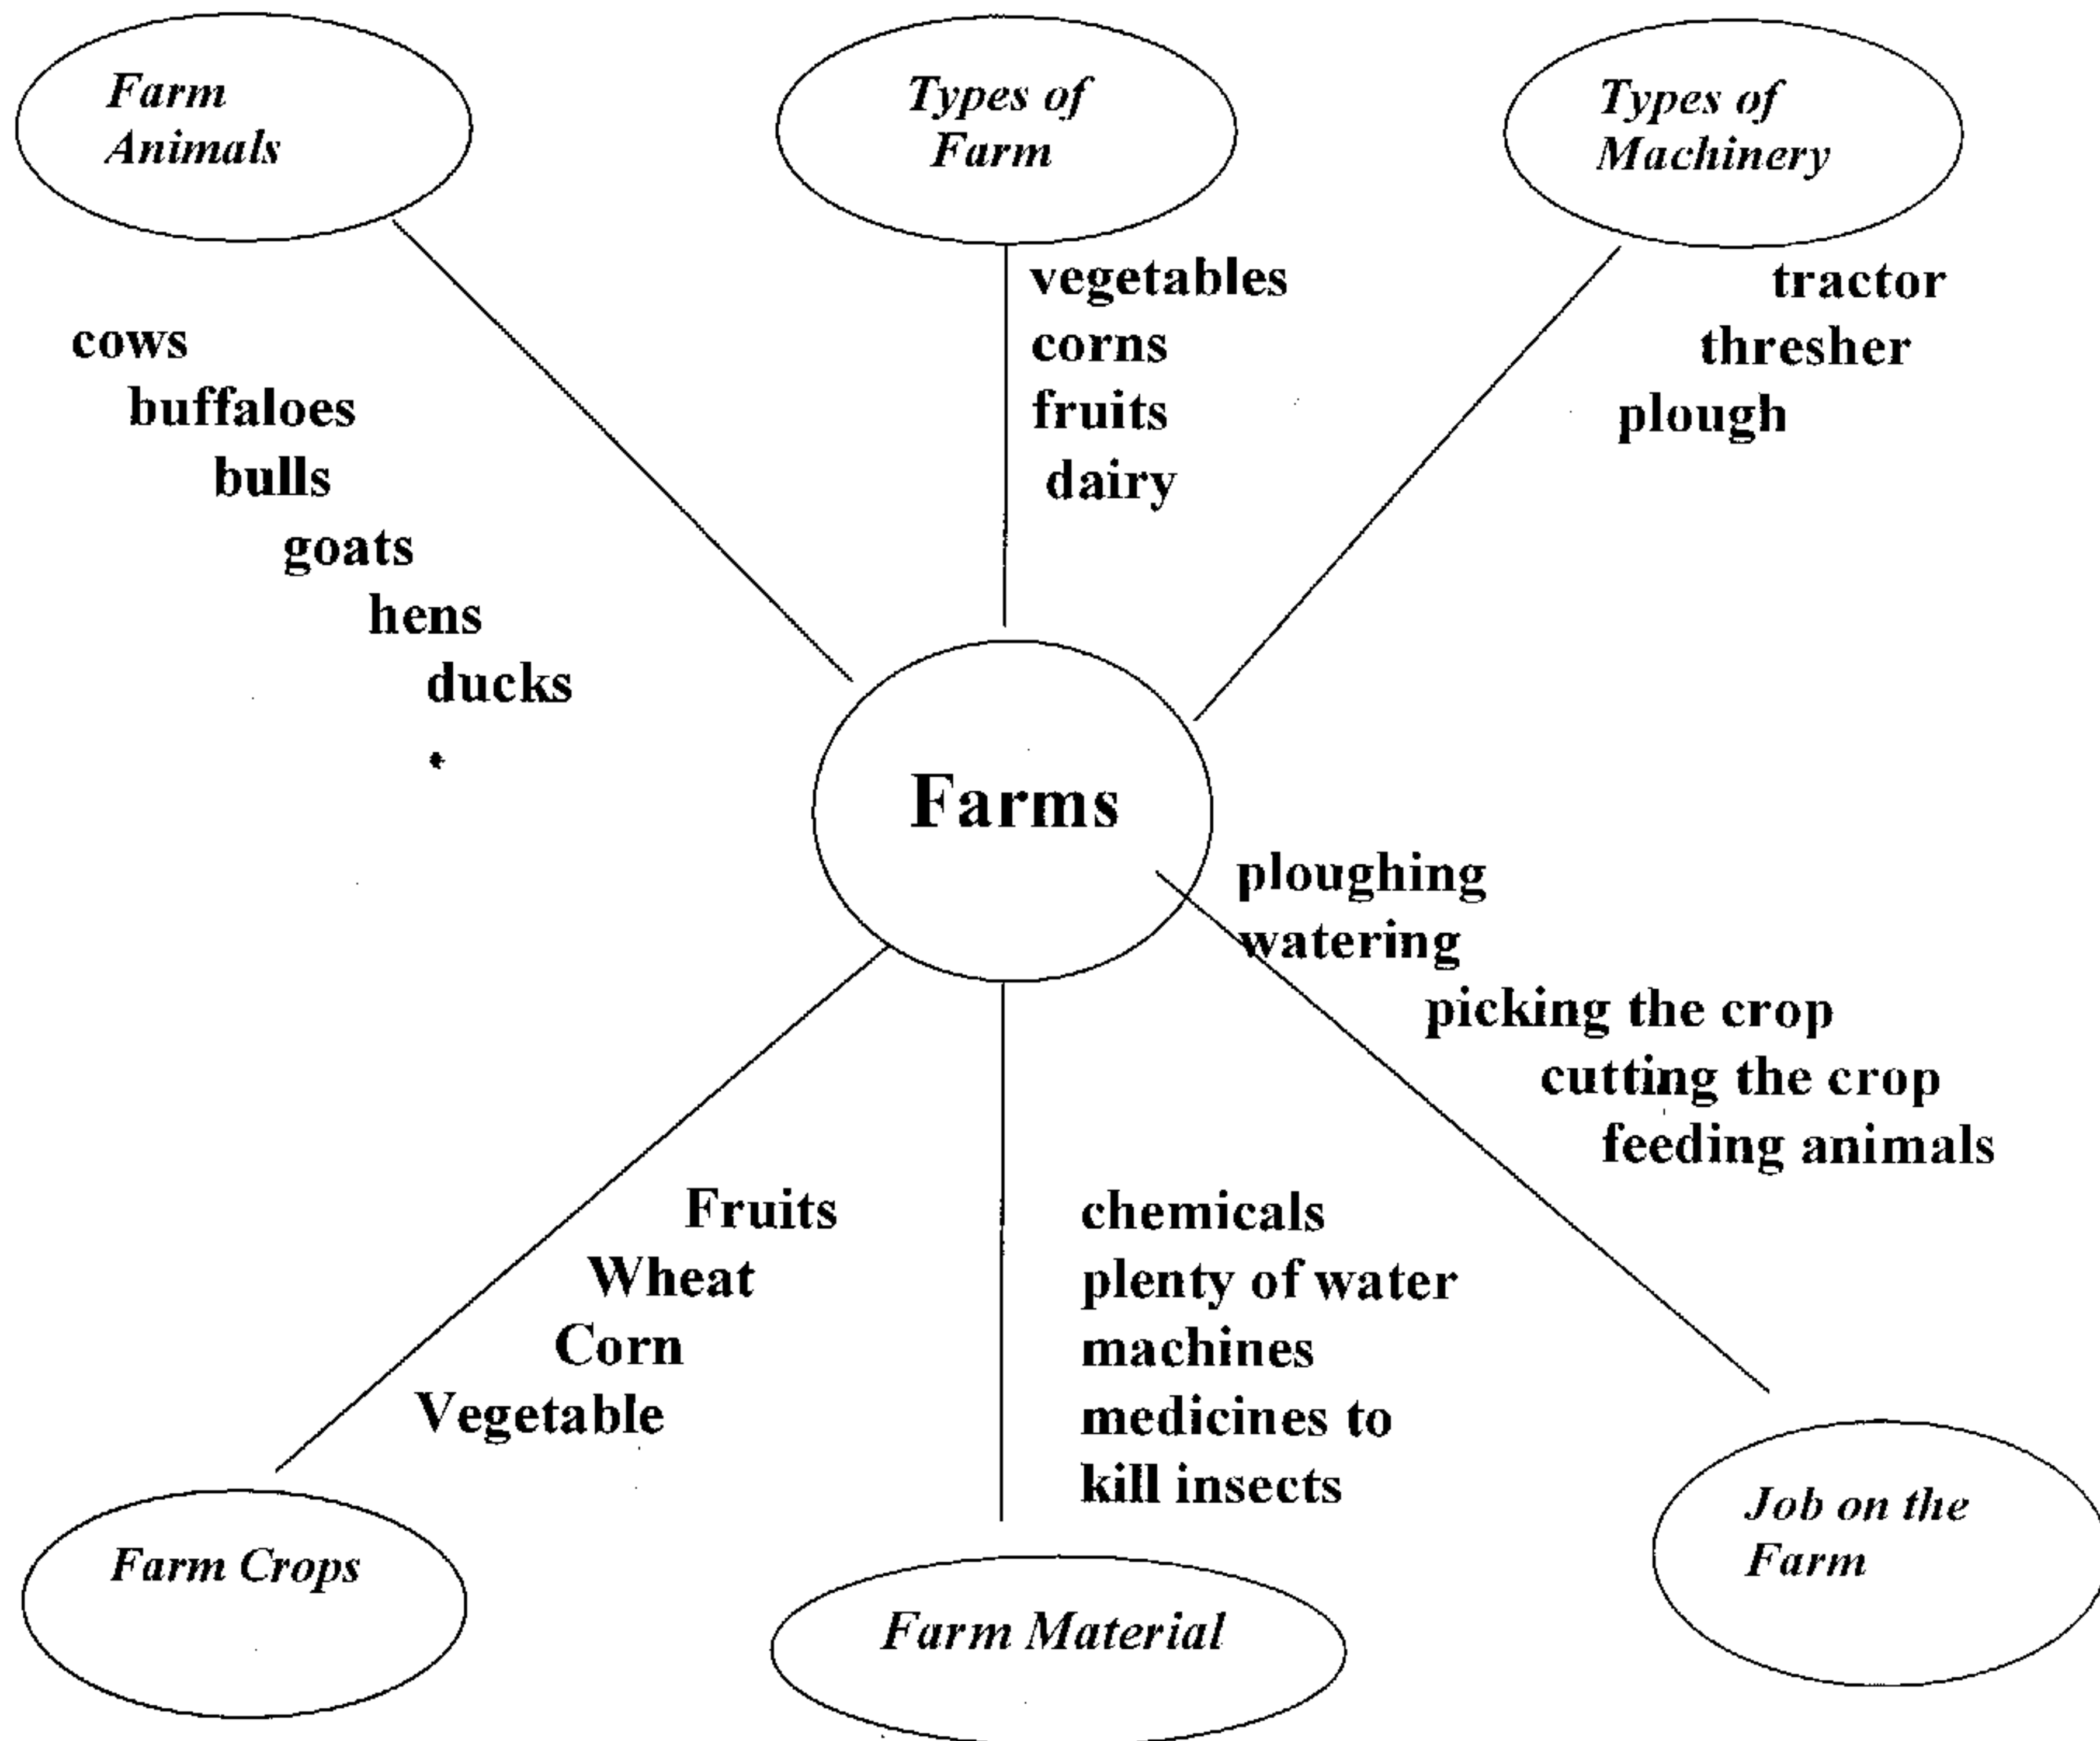 Farm
Animals
Types of
Farm
Types of
Machinery
cows
buffaloes
bulls
goats
hens
ducks
vegetables
corns
fruits
dairy
tractor
thresher
plough
Farms
ploughing
watering
picking the crop
cutting the crop
feeding animals
Fruits
Wheat
Corn
Vegetable
chemicals
plenty of water
machines
medicines to
kill insects
Farm Crops
Farm Material
Job on the
Farm